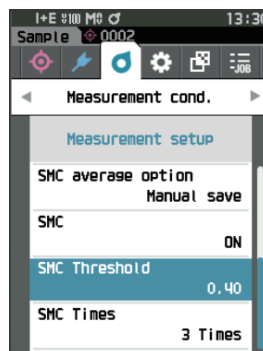 I+E M 13:30
Sample 0002
-JOB
Measurement cond.
Measurement setup
SMC average option
Manual save
SMC
ON
SMC Threshold
0.40
SMC Times
3 Times